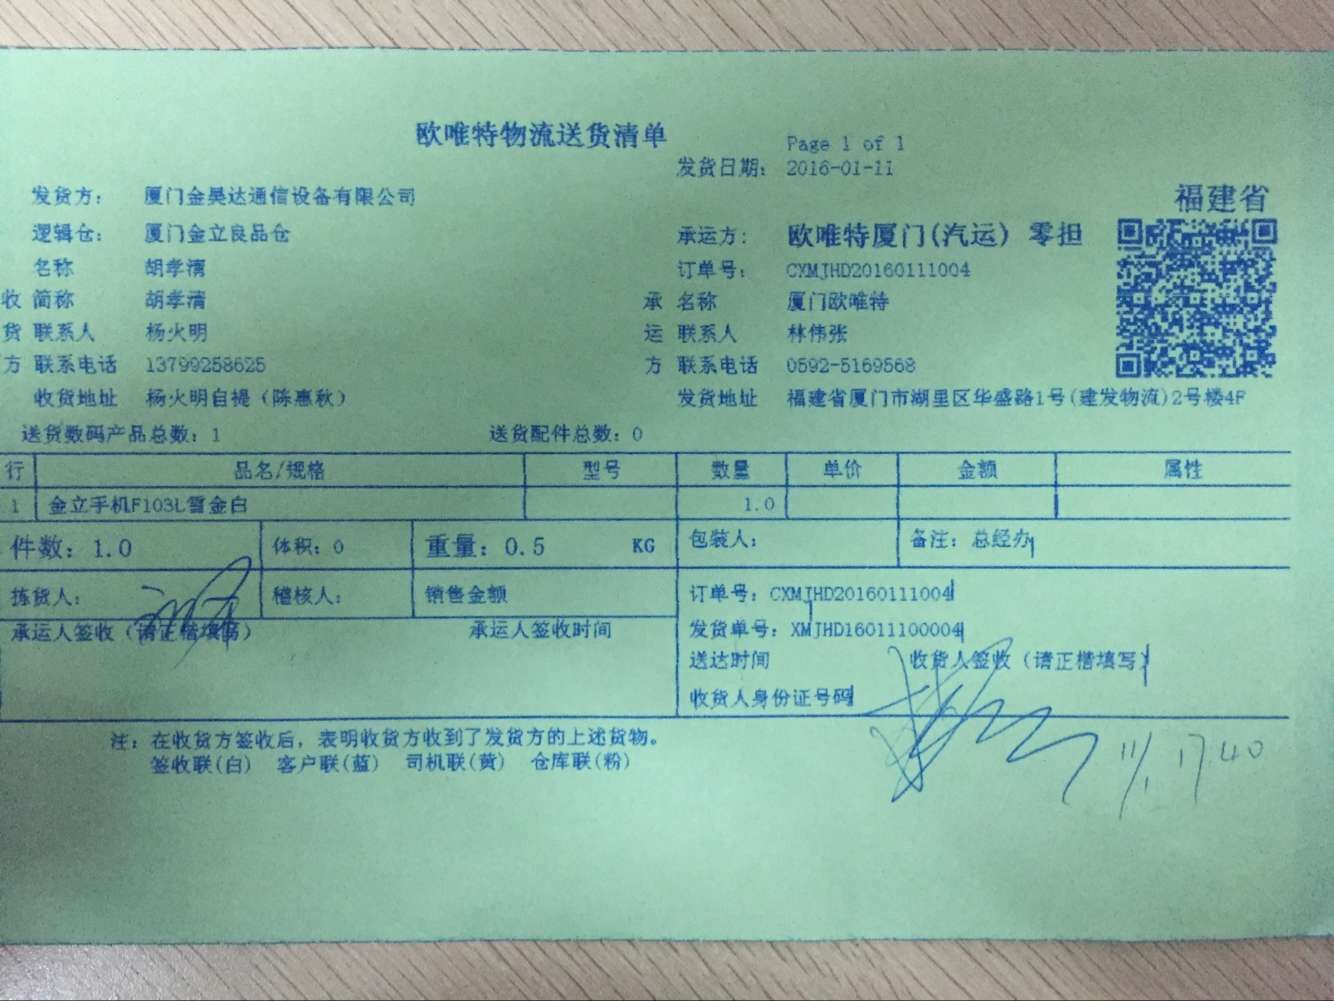 欧唯特物流送货清单
Page 1 of 1
发货日期： 2016-01-11
发货方： 厦门金昊达通信设备有限公司
福建省
逻辑仓： 厦门金立良品仓
承运方： 欧唯特厦门(汽运) 零担
名称 胡孝清
订单号： CXMJHD20160111004
收 简称 胡孝清
承 名称 厦门欧唯特
货 联系人 杨火明
运 联系人 林伟张
方 联系电话 13799258625
方 联系电话 0592-5169568
收货地址 杨火明自提（陈惠秋）
发货地址 福建省厦门市湖里区华盛路1号(建发物流)2号楼4F
送货数码产品总数：1 送货配件总数：0
行 品名/规格 型号 数量 单价 金额 属性
1 金立手机F103L雪金白 1.0
件数：1.0 体积：0 重量：0.5 KG 包装人： 备注：总经办
拣货人： 稽核人： 销售金额 订单号：CXMJHD20160111004
承运人签收（请正楷填写） 承运人签收时间 发货单号：XMJHD16011100004
送达时间 收货人签收（请正楷填写）
收货人身份证号码
注：在收货方签收后，表明收货方收到了发货方的上述货物。
签收联(白) 客户联(蓝) 司机联(黄) 仓库联(粉)
11/1 17:40